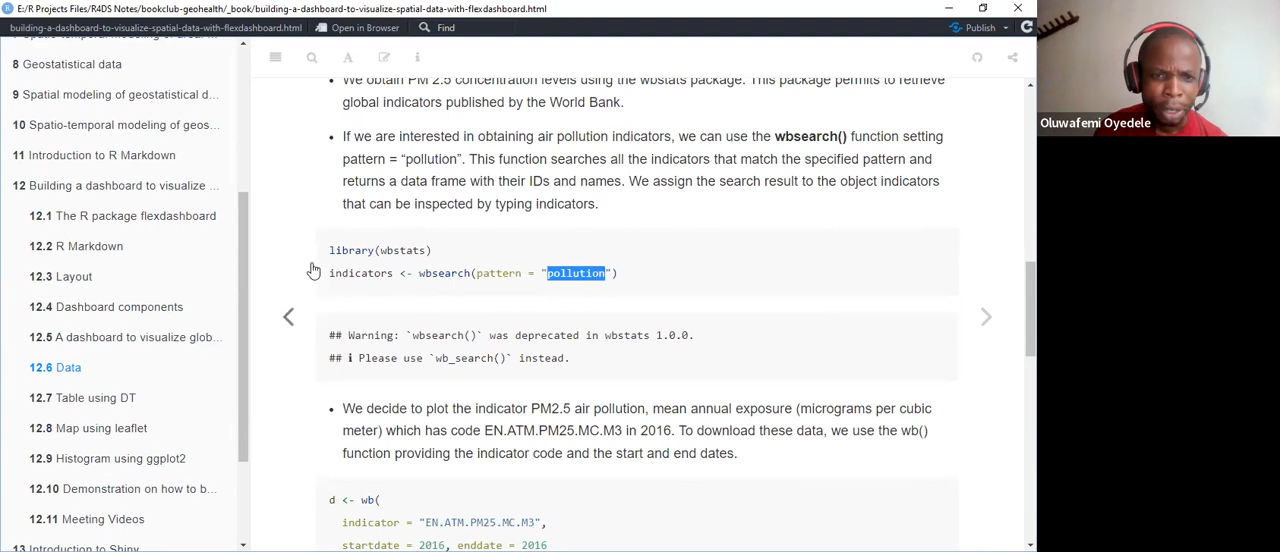 E:/R Projects Files/R4DS Notes/bookclub-geohealth/_book/building-a-dashboard-to-visualize-spatial-data-with-flexdashboard.html
building-a-dashboard-to-visualize-spatial-data-with-flexdashboard.html
Open in Browser
Find
Publish
8 Geostatistical data
9 Spatial modeling of geostatistical d...
10 Spatio-temporal modeling of geos...
11 Introduction to R Markdown
12 Building a dashboard to visualize ...
12.1 The R package flexdashboard
12.2 R Markdown
12.3 Layout
12.4 Dashboard components
12.5 A dashboard to visualize glob...
12.6 Data
12.7 Table using DT
12.8 Map using leaflet
12.9 Histogram using ggplot2
12.10 Demonstration on how to b...
12.11 Meeting Videos
13 Introduction to Shiny
• We obtain PM 2.5 concentration levels using the wbstats package. This package permits to retrieve
global indicators published by the World Bank.
• If we are interested in obtaining air pollution indicators, we can use the wbsearch() function setting
pattern = “pollution”. This function searches all the indicators that match the specified pattern and
returns a data frame with their IDs and names. We assign the search result to the object indicators
that can be inspected by typing indicators.
library(wbstats)
indicators <- wbsearch(pattern = "pollution")
## Warning: `wbsearch()` was deprecated in wbstats 1.0.0.
## ℹ Please use `wb_search()` instead.
• We decide to plot the indicator PM2.5 air pollution, mean annual exposure (micrograms per cubic
meter) which has code EN.ATM.PM25.MC.M3 in 2016. To download these data, we use the wb()
function providing the indicator code and the start and end dates.
d <- wb(
indicator = "EN.ATM.PM25.MC.M3",
startdate = 2016, enddate = 2016
Oluwafemi Oyedele